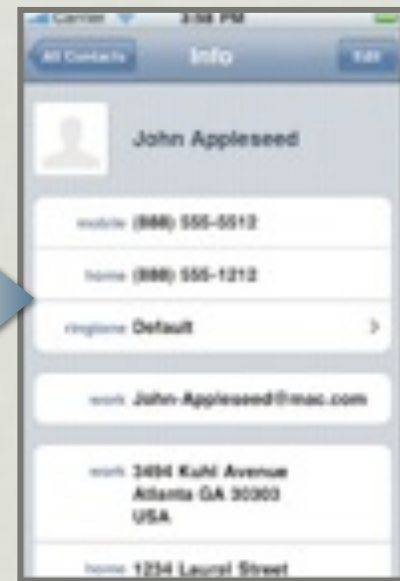 Carrier 3:58 PM
All Contacts Info Edit
John Appleseed
mobile (888) 555-5512
home (888) 555-1212
ringtone Default
work John-Appleseed@mac.com
work 3494 Kuhl Avenue
Atlanta GA 30303
USA
home 1234 Laurel Street